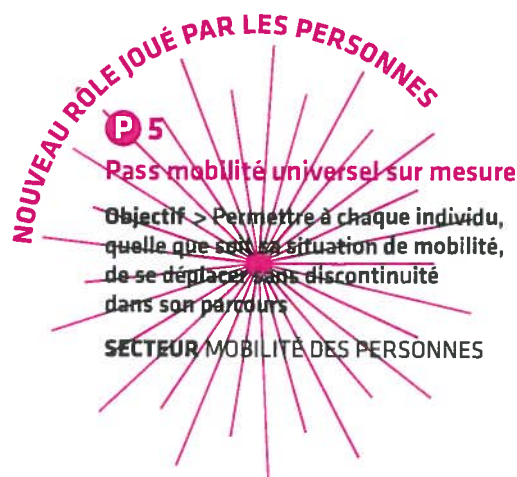 NOUVEAU RÔLE JOUÉ PAR LES PERSONNES
P 5
Pass mobilité universel sur mesure
Objectif > Permettre à chaque individu,
quelle que soit sa situation de mobilité,
de se déplacer sans discontinuité
dans son parcours
SECTEUR MOBILITÉ DES PERSONNES